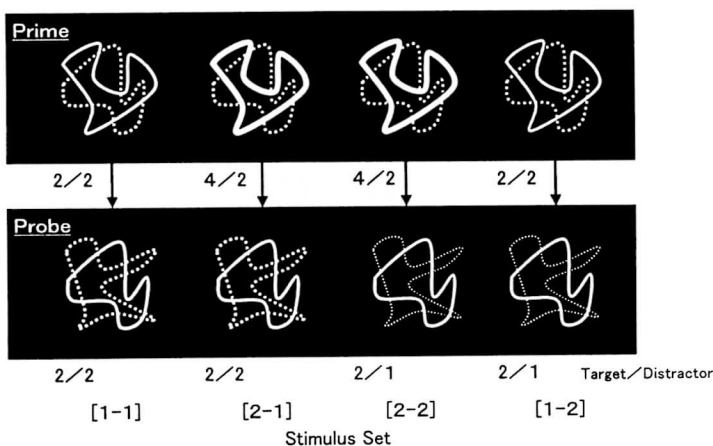 Prime
2／2 4／2 4／2 2／2
Probe
2／2 2／2 2／1 2／1 Target／Distractor
[1-1] [2-1] [2-2] [1-2]
Stimulus Set